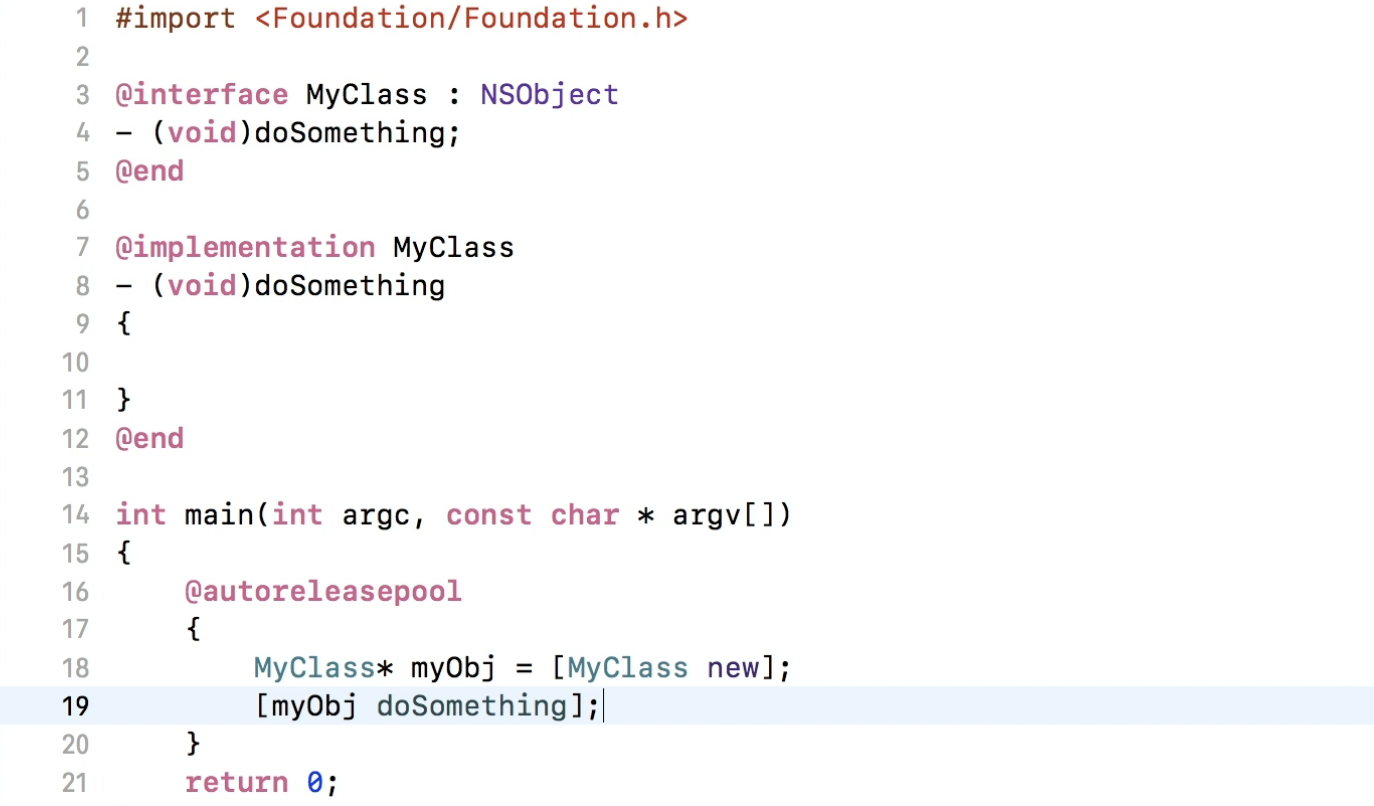 1 #import <Foundation/Foundation.h>
2
3 @interface MyClass : NSObject
4 - (void)doSomething;
5 @end
6
7 @implementation MyClass
8 - (void)doSomething
9 {
10
11 }
12 @end
13
14 int main(int argc, const char * argv[])
15 {
16     @autoreleasepool
17     {
18         MyClass* myObj = [MyClass new];
19         [myObj doSomething];
20     }
21     return 0;